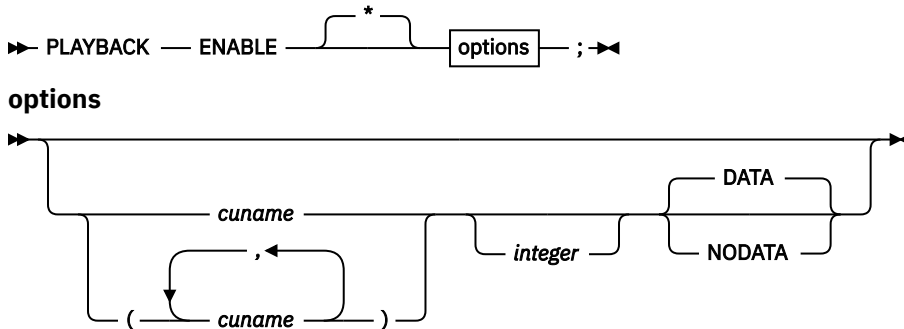 *
PLAYBACK ENABLE options ;
options
DATA
cuname
integer NODATA
,
( cuname )